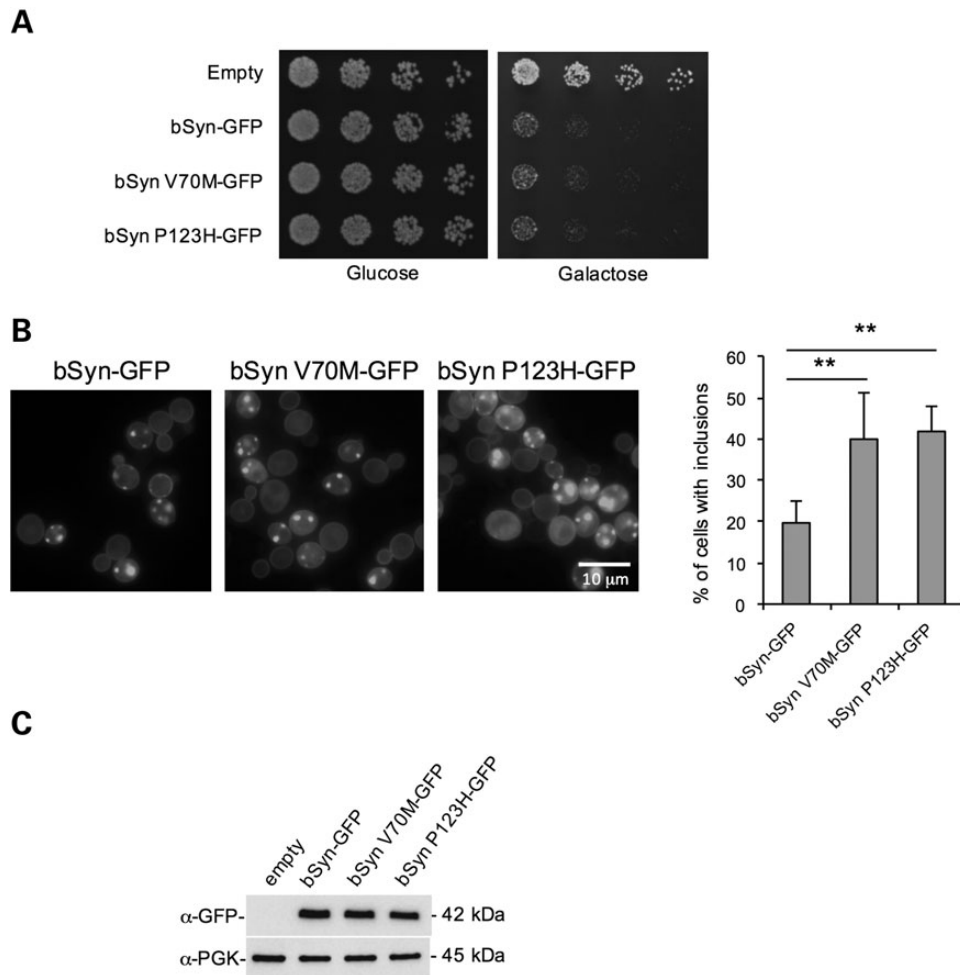 A
Empty
bSyn-GFP
bSyn V70M-GFP
bSyn P123H-GFP
Glucose
Galactose
B
bSyn-GFP
bSyn V70M-GFP
bSyn P123H-GFP
10 µm
% of cells with inclusions
60
50
40
30
20
10
0
**
**
bSyn-GFP
bSyn V70M-GFP
bSyn P123H-GFP
C
empty
bSyn-GFP
bSyn V70M-GFP
bSyn P123H-GFP
α-GFP-
- 42 kDa
α-PGK-
- 45 kDa